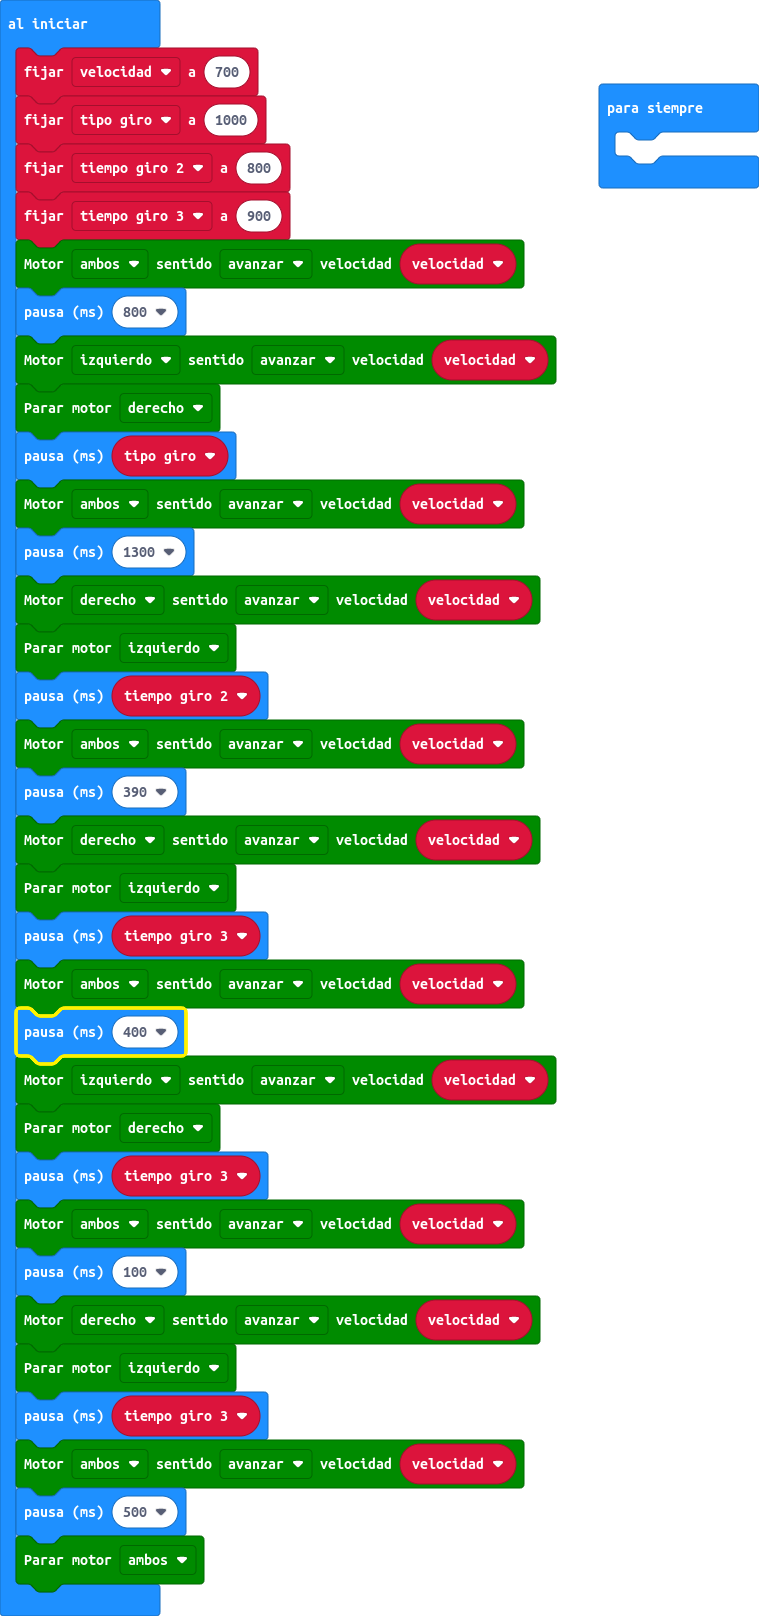 al iniciar
fijar velocidad a 700
para siempre
fijar tipo giro a 1000
fijar tiempo giro 2 a 800
fijar tiempo giro 3 a 900
Motor ambos sentido avanzar velocidad velocidad
pausa (ms) 800
Motor izquierdo sentido avanzar velocidad velocidad
Parar motor derecho
pausa (ms) tipo giro
Motor ambos sentido avanzar velocidad velocidad
pausa (ms) 1300
Motor derecho sentido avanzar velocidad velocidad
Parar motor izquierdo
pausa (ms) tiempo giro 2
Motor ambos sentido avanzar velocidad velocidad
pausa (ms) 390
Motor derecho sentido avanzar velocidad velocidad
Parar motor izquierdo
pausa (ms) tiempo giro 3
Motor ambos sentido avanzar velocidad velocidad
pausa (ms) 400
Motor izquierdo sentido avanzar velocidad velocidad
Parar motor derecho
pausa (ms) tiempo giro 3
Motor ambos sentido avanzar velocidad velocidad
pausa (ms) 100
Motor derecho sentido avanzar velocidad velocidad
Parar motor izquierdo
pausa (ms) tiempo giro 3
Motor ambos sentido avanzar velocidad velocidad
pausa (ms) 500
Parar motor ambos